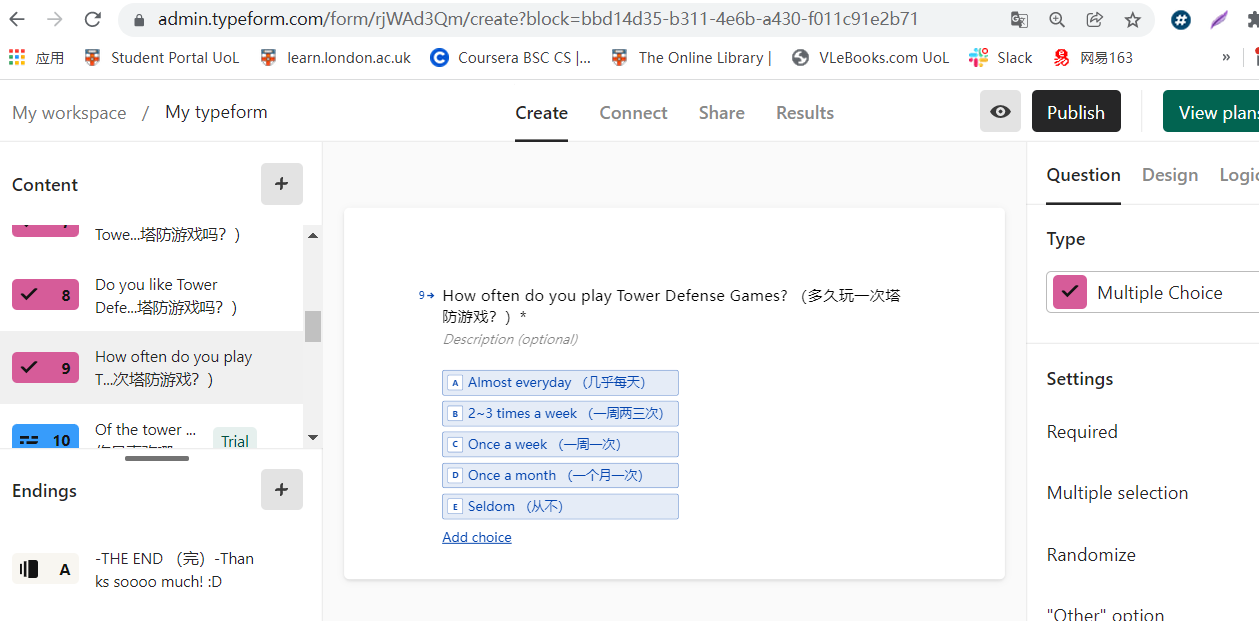 admin.typeform.com/form/rjWAd3Qm/create?block=bbd14d35-b311-4e6b-a430-f011c91e2b71
应用 Student Portal UoL learn.london.ac.uk Coursera BSC CS |... The Online Library | VLeBooks.com UoL Slack 网易163 »
My workspace / My typeform Create Connect Share Results Publish View plans
Content
Towe...塔防游戏吗？)
8 Do you like Tower
Defe...塔防游戏吗？)
9 How often do you play
T...次塔防游戏？)
10 Of the tower ...
Trial
Endings
A -THE END （完）-Than
ks soooo much! :D
9 How often do you play Tower Defense Games? （多久玩一次塔
防游戏？）*
Description (optional)
A Almost everyday （几乎每天）
B 2~3 times a week （一周两三次）
C Once a week （一周一次）
D Once a month （一个月一次）
E Seldom （从不）
Add choice
Question Design Logic
Type
Multiple Choice
Settings
Required
Multiple selection
Randomize
"Other" option